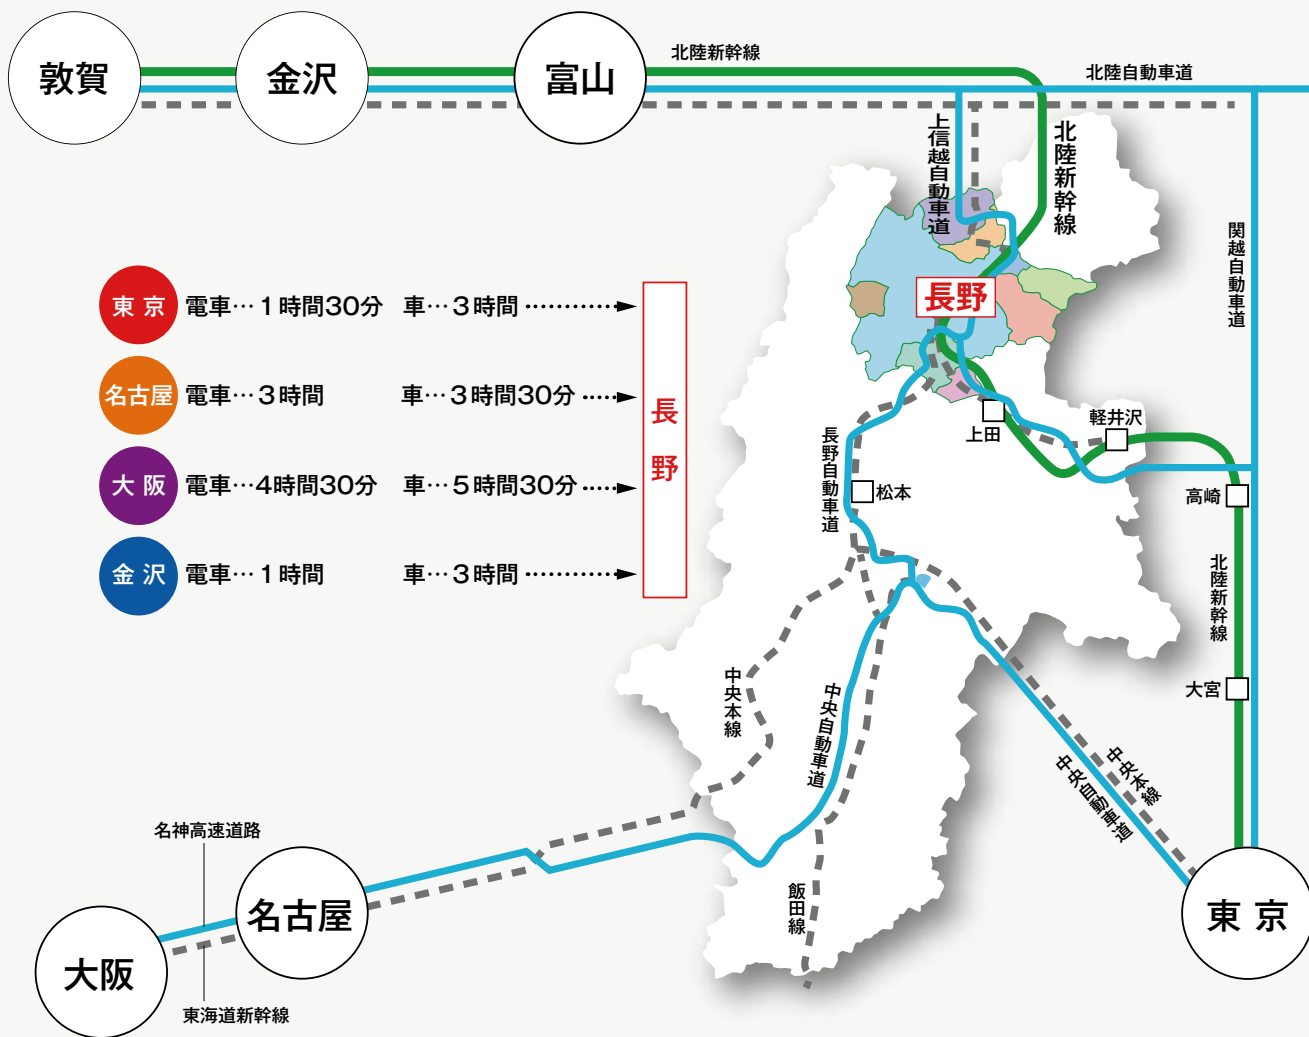 敦賀
金沢
富山
北陸新幹線
北陸自動車道
上信越自動車道
北陸新幹線
関越自動車道
長野
東京 電車…1時間30分 車…3時間
名古屋 電車…3時間 車…3時間30分
大阪 電車…4時間30分 車…5時間30分
金沢 電車…1時間 車…3時間
長野
上田
軽井沢
長野自動車道
松本
高崎
北陸新幹線
大宮
中央本線
中央自動車道
中央本線
中央自動車道
飯田線
名神高速道路
名古屋
大阪
東海道新幹線
東京